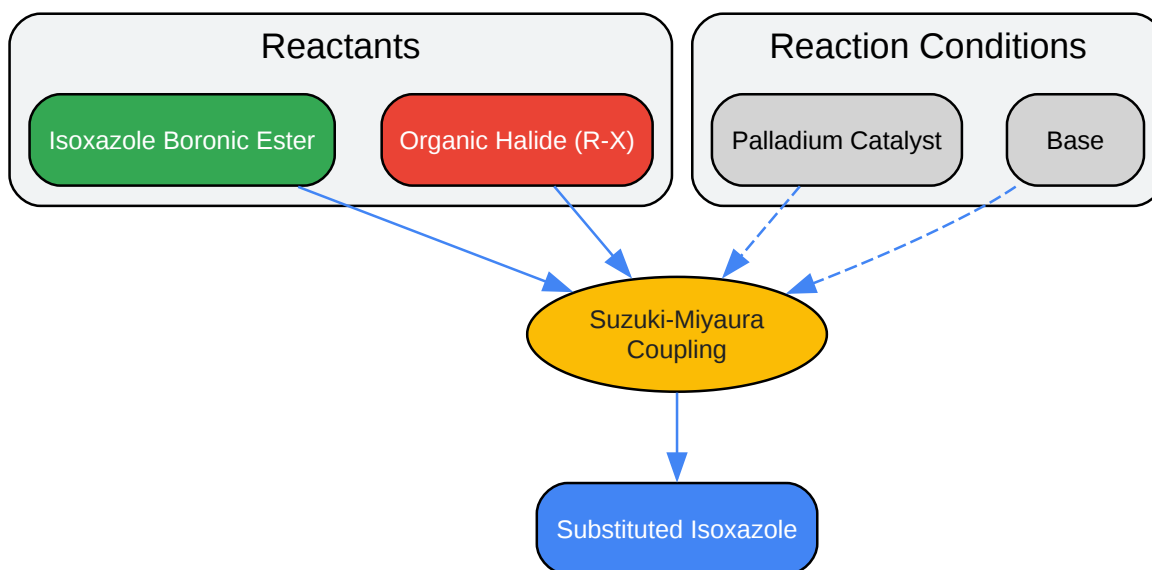 Reactants
Reaction Conditions
Isoxazole Boronic Ester
Organic Halide (R-X)
Palladium Catalyst
Base
Suzuki-Miyaura
Coupling
Substituted Isoxazole